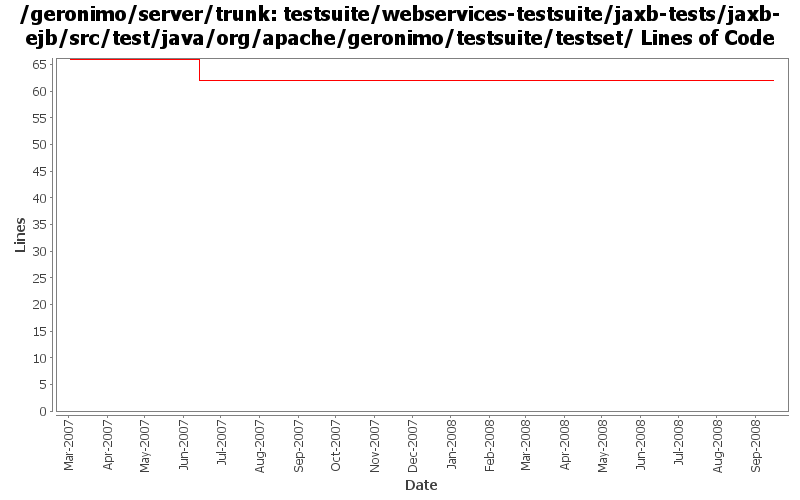 /geronimo/server/trunk: testsuite/webservices-testsuite/jaxb-tests/jaxb-
ejb/src/test/java/org/apache/geronimo/testsuite/testset/ Lines of Code
65
60
55
50
45
40
35
30
25
20
15
10
5
0
Lines
Mar-2007
Apr-2007
May-2007
Jun-2007
Jul-2007
Aug-2007
Sep-2007
Oct-2007
Nov-2007
Dec-2007
Jan-2008
Feb-2008
Mar-2008
Apr-2008
May-2008
Jun-2008
Jul-2008
Aug-2008
Sep-2008
Date